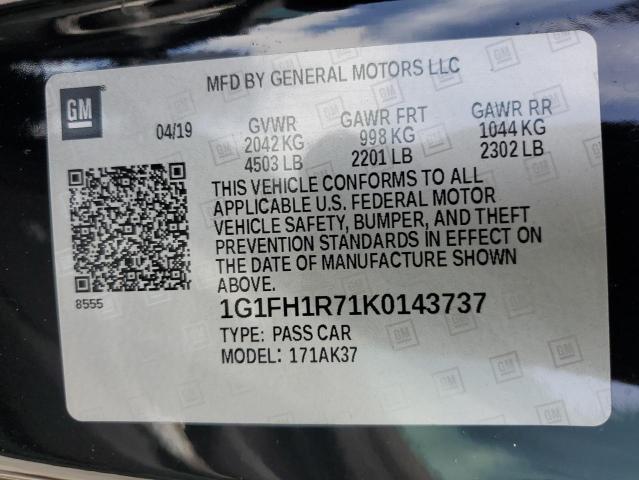 MFD BY GENERAL MOTORS LLC
GM
04/19
GVWR GAWR FRT GAWR RR
2042 KG 998 KG 1044 KG
4503 LB 2201 LB 2302 LB
THIS VEHICLE CONFORMS TO ALL
APPLICABLE U.S. FEDERAL MOTOR
VEHICLE SAFETY, BUMPER, AND THEFT
PREVENTION STANDARDS IN EFFECT ON
THE DATE OF MANUFACTURE SHOWN
ABOVE.
8555
1G1FH1R71K0143737
TYPE: PASS CAR
MODEL: 171AK37